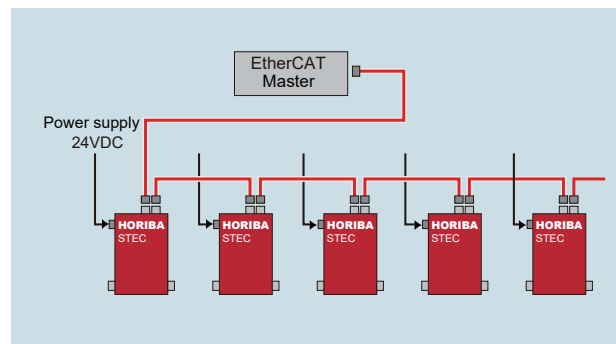 EtherCAT
Master
Power supply
24VDC
HORIBA
STEC
HORIBA
STEC
HORIBA
STEC
HORIBA
STEC
HORIBA
STEC